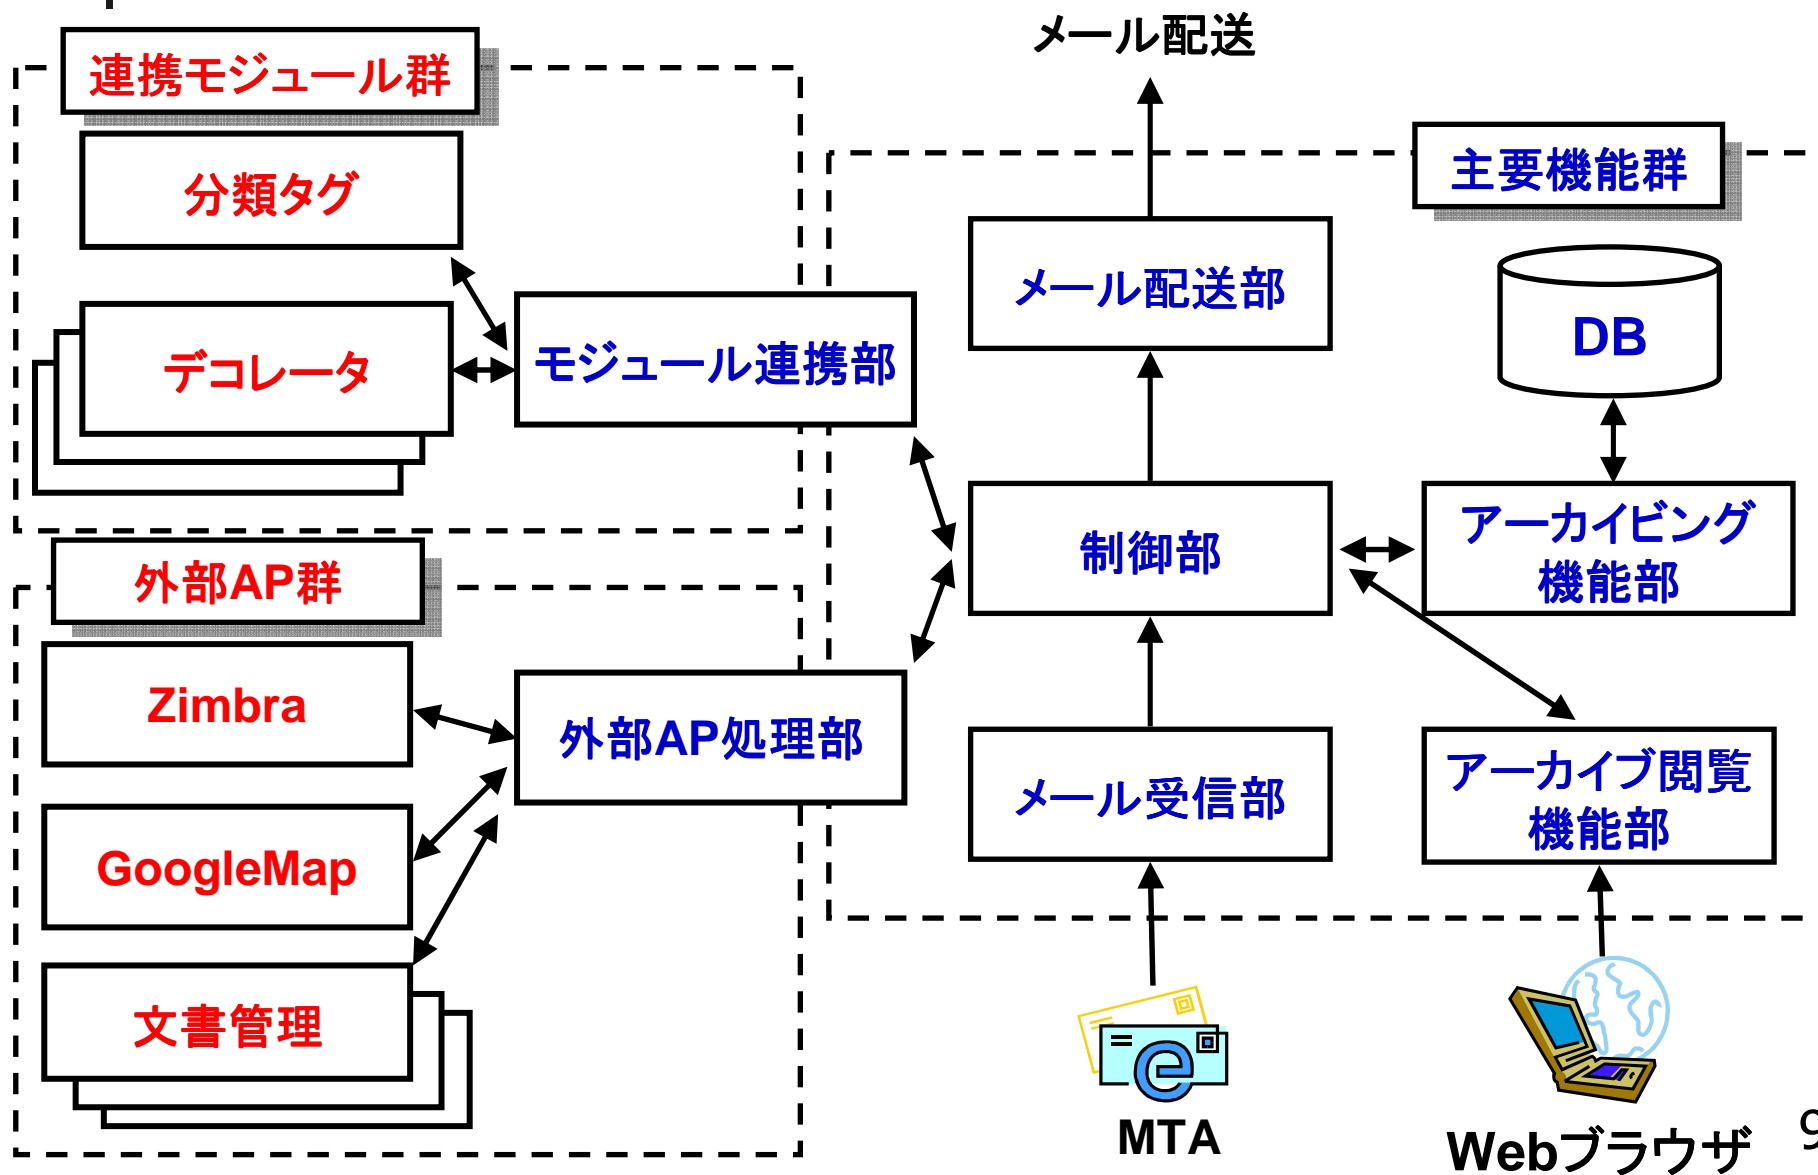 メール配送
連携モジュール群
主要機能群
分類タグ
メール配送部
DB
デコレータ
モジュール連携部
制御部
アーカイビング
機能部
外部AP群
Zimbra
外部AP処理部
メール受信部
アーカイブ閲覧
機能部
GoogleMap
文書管理
MTA
Webブラウザ
9